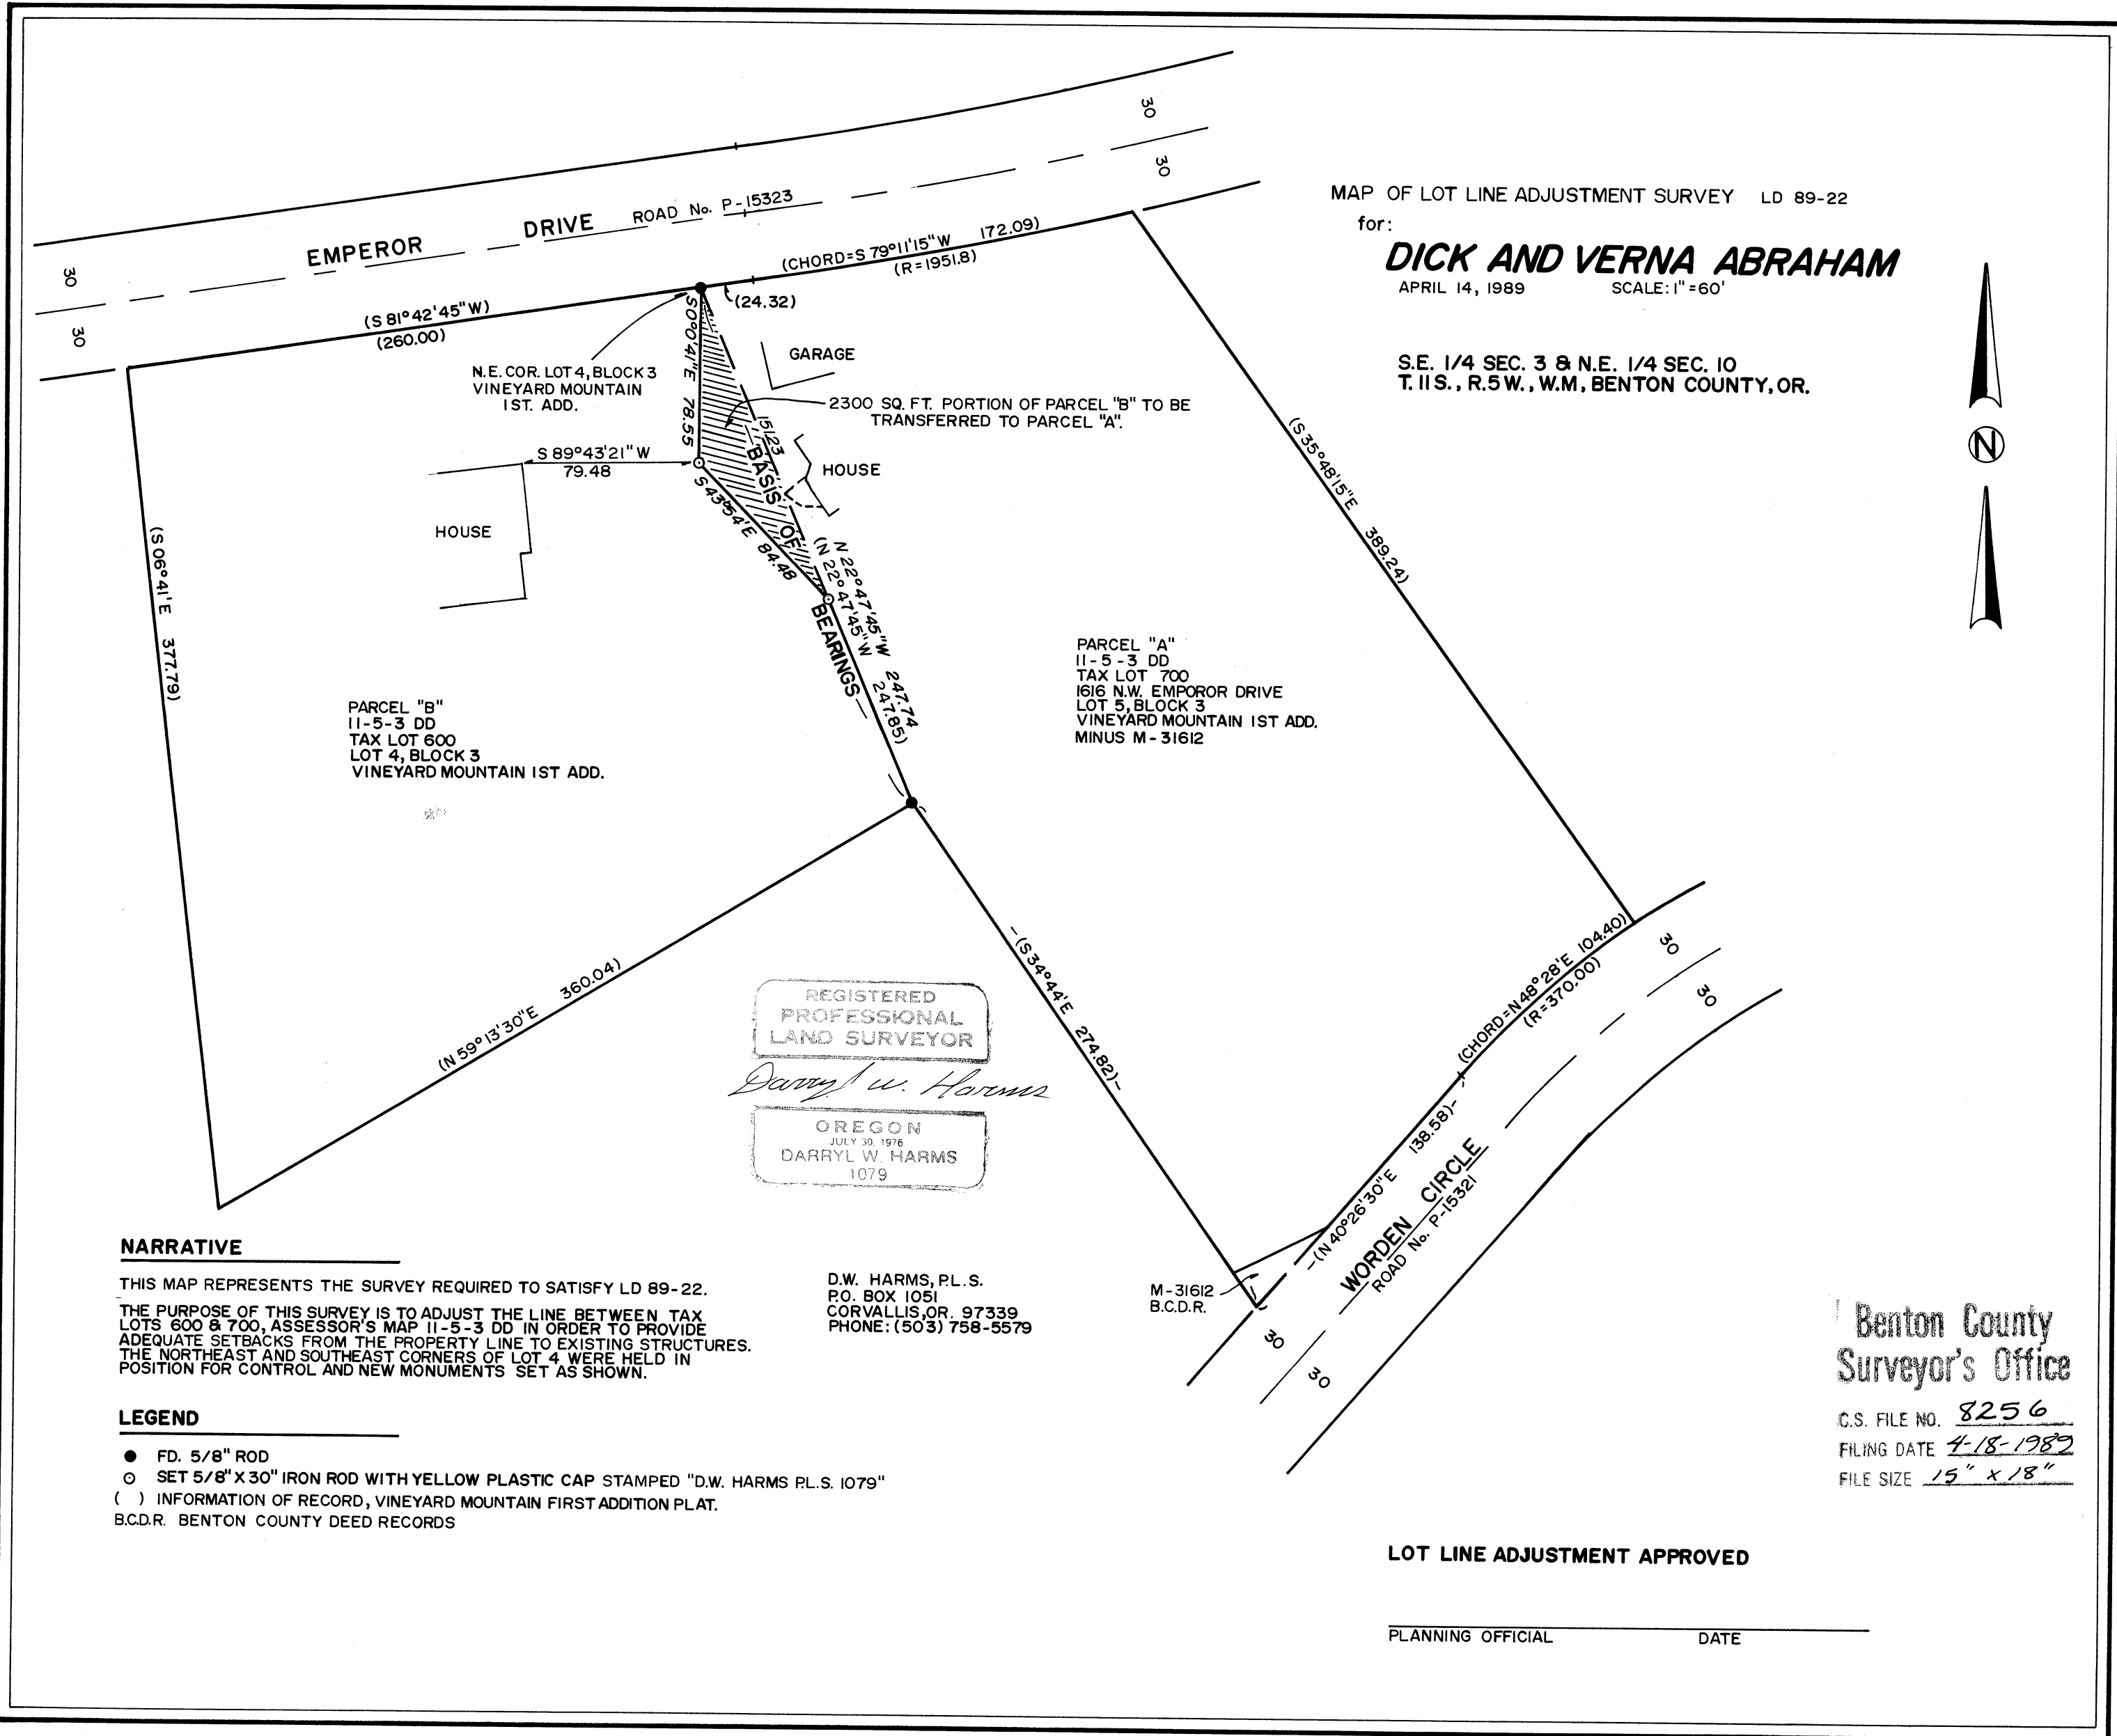 MAP OF LOT LINE ADJUSTMENT SURVEY LD 89-22
for:
DICK AND VERNA ABRAHAM
APRIL 14, 1989 SCALE: 1"=60'
S.E. 1/4 SEC. 3 & N.E. 1/4 SEC. 10
T. 11 S., R. 5 W., W.M, BENTON COUNTY, OR.
N
30
30
30
30
EMPEROR DRIVE ROAD No. P-15323
(CHORD=S 79°11'15"W 172.09)
(R=1951.8)
(24.32)
(S 81°42'45"W)
(260.00)
N.E. COR. LOT 4, BLOCK 3
VINEYARD MOUNTAIN
1ST. ADD.
S 0°0'41"E 78.55
GARAGE
2300 SQ. FT. PORTION OF PARCEL "B" TO BE
TRANSFERRED TO PARCEL "A".
151.23
S 89°43'21"W
79.48
HOUSE
HOUSE
S 43°54'E 84.48
BASIS OF BEARINGS
N 22°47'45"W 247.74
(N 22°47'45"W 247.85)
(S 35°48'15"E 389.24)
(S 06°41'E 377.79)
PARCEL "A"
11-5-3 DD
TAX LOT 700
1616 N.W. EMPOROR DRIVE
LOT 5, BLOCK 3
VINEYARD MOUNTAIN 1ST ADD.
MINUS M-31612
PARCEL "B"
11-5-3 DD
TAX LOT 600
LOT 4, BLOCK 3
VINEYARD MOUNTAIN 1ST ADD.
(N 59°13'30"E 360.04)
(S 34°44'E 274.82)
(CHORD=N 48°28'E 104.40)
(R=370.00)
30
30
(N 40°26'30"E 138.58)
WORDEN CIRCLE
ROAD No. P-15321
M-31612
B.C.D.R.
30
30
REGISTERED
PROFESSIONAL
LAND SURVEYOR
Darryl W. Harms
OREGON
JULY 30, 1976
DARRYL W. HARMS
1079
NARRATIVE
THIS MAP REPRESENTS THE SURVEY REQUIRED TO SATISFY LD 89-22.
THE PURPOSE OF THIS SURVEY IS TO ADJUST THE LINE BETWEEN TAX
LOTS 600 & 700, ASSESSOR'S MAP 11-5-3 DD IN ORDER TO PROVIDE
ADEQUATE SETBACKS FROM THE PROPERTY LINE TO EXISTING STRUCTURES.
THE NORTHEAST AND SOUTHEAST CORNERS OF LOT 4 WERE HELD IN
POSITION FOR CONTROL AND NEW MONUMENTS SET AS SHOWN.
D.W. HARMS, P.L.S.
P.O. BOX 1051
CORVALLIS, OR. 97339
PHONE: (503) 758-5579
LEGEND
FD. 5/8" ROD
SET 5/8" X 30" IRON ROD WITH YELLOW PLASTIC CAP STAMPED "D.W. HARMS P.L.S. 1079"
( ) INFORMATION OF RECORD, VINEYARD MOUNTAIN FIRST ADDITION PLAT.
B.C.D.R. BENTON COUNTY DEED RECORDS
Benton County
Surveyor's Office
C.S. FILE NO. 8256
FILING DATE 4-18-1989
FILE SIZE 15" x 18"
LOT LINE ADJUSTMENT APPROVED
PLANNING OFFICIAL DATE